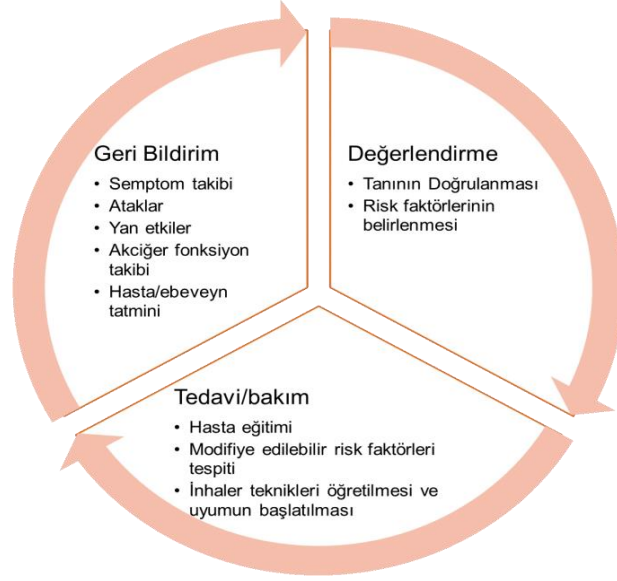 Geri Bildirim
• Semptom takibi
• Ataklar
• Yan etkiler
• Akciğer fonksiyon
takibi
• Hasta/ebeveyn
tatmini
Değerlendirme
• Tanının Doğrulanması
• Risk faktörlerinin
belirlenmesi
Tedavi/bakım
• Hasta eğitimi
• Modifiye edilebilir risk faktörleri
tespiti
• İnhaler teknikleri öğretilmesi ve
uyumun başlatılması